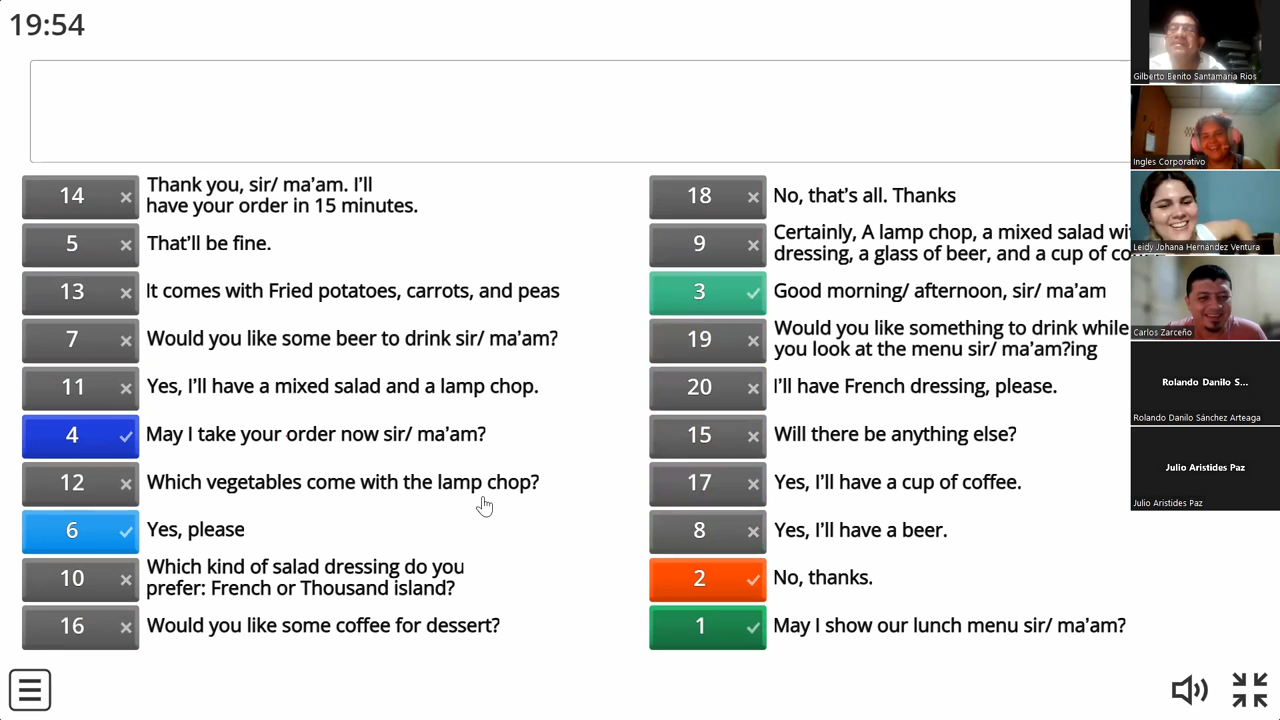 19:54
14
Thank you, sir/ ma'am. I'll
have your order in 15 minutes.
5
That'll be fine.
13
It comes with Fried potatoes, carrots, and peas
7
Would you like some beer to drink sir/ ma'am?
11
Yes, I'll have a mixed salad and a lamp chop.
4
May I take your order now sir/ ma'am?
12
Which vegetables come with the lamp chop?
6
Yes, please
10
Which kind of salad dressing do you
prefer: French or Thousand island?
16
Would you like some coffee for dessert?
18
No, that's all. Thanks
9
Certainly, A lamp chop, a mixed salad
dressing, a glass of beer, and a cup of
3
Good morning/ afternoon, sir/ ma'am
19
Would you like something to drink while
you look at the menu sir/ ma'am?ing
20
I'll have French dressing, please.
15
Will there be anything else?
17
Yes, I'll have a cup of coffee.
8
Yes, I'll have a beer.
2
No, thanks.
1
May I show our lunch menu sir/ ma'am?
Gilberto Benito Santamaria Rios
Ingles Corporativo
Leidy Johana Hernández Ventura
Carlos Zarceño
Rolando Danilo S...
Rolando Danilo Sánchez Arteaga
Julio Aristides Paz
Julio Aristides Paz